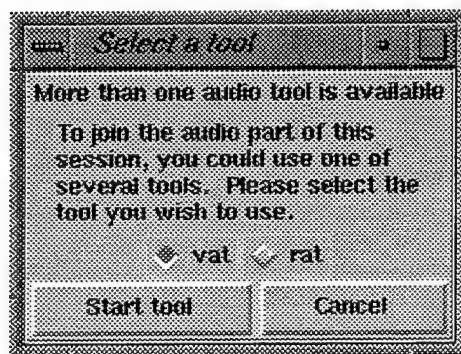 Select a tool
More than one audio tool is available
To join the audio part of this
session, you could use one of
several tools. Please select the
tool you wish to use.
vat rat
Start tool Cancel